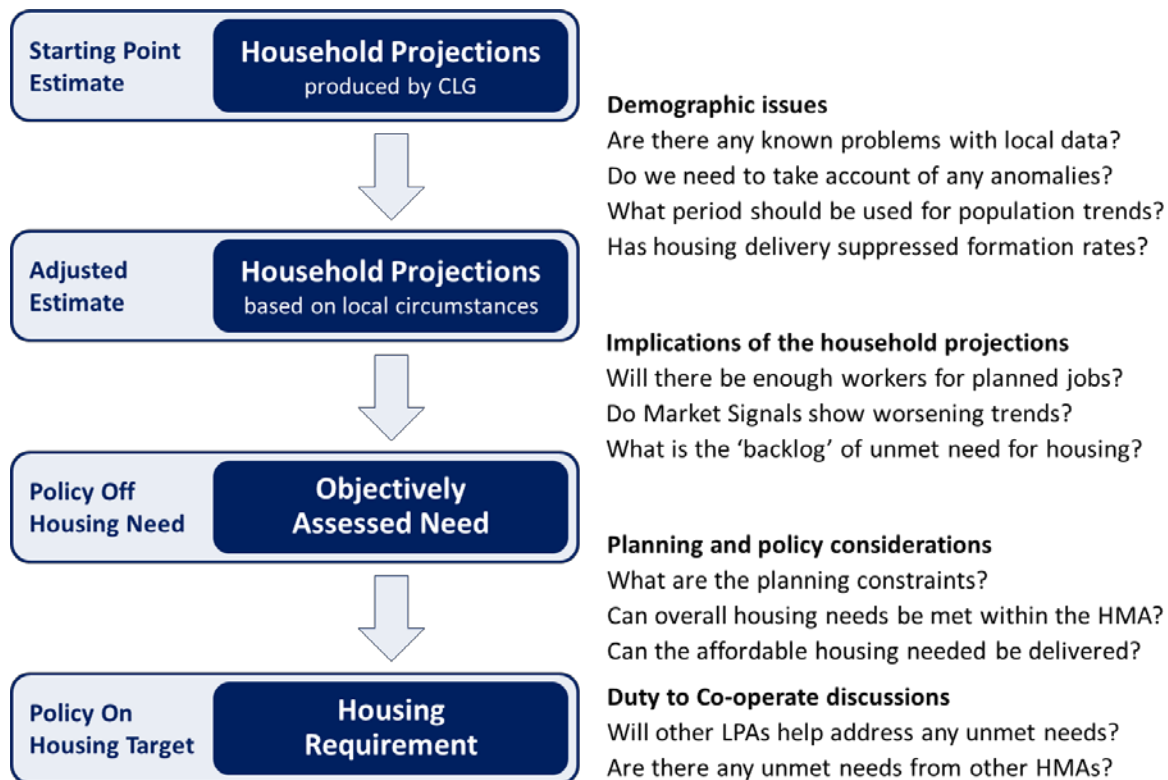 Starting Point
Estimate
Household Projections
produced by CLG
Demographic issues
Are there any known problems with local data?
Do we need to take account of any anomalies?
What period should be used for population trends?
Has housing delivery suppressed formation rates?
Adjusted
Estimate
Household Projections
based on local circumstances
Implications of the household projections
Will there be enough workers for planned jobs?
Do Market Signals show worsening trends?
What is the ‘backlog’ of unmet need for housing?
Policy Off
Housing Need
Objectively
Assessed Need
Planning and policy considerations
What are the planning constraints?
Can overall housing needs be met within the HMA?
Can the affordable housing needed be delivered?
Policy On
Housing Target
Housing
Requirement
Duty to Co-operate discussions
Will other LPAs help address any unmet needs?
Are there any unmet needs from other HMAs?